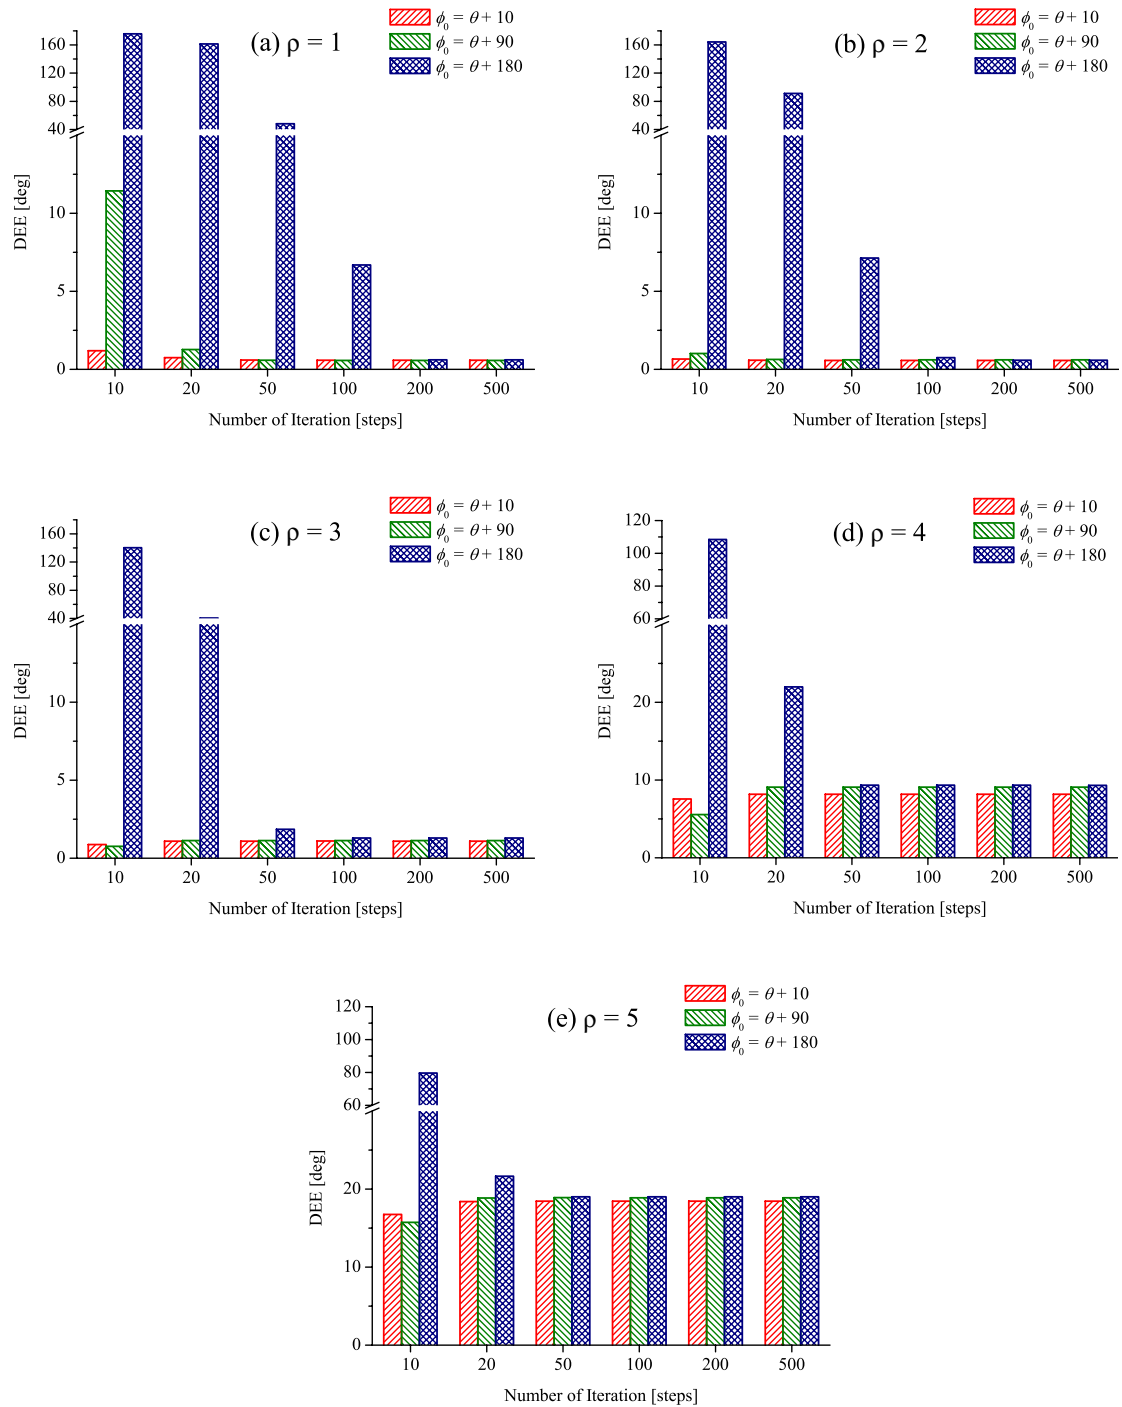 (a) ρ = 1
ϕ0 = θ + 10
ϕ0 = θ + 90
ϕ0 = θ + 180
160
120
80
40
10
5
0
DEE [deg]
10 20 50 100 200 500
Number of Iteration [steps]
(b) ρ = 2
ϕ0 = θ + 10
ϕ0 = θ + 90
ϕ0 = θ + 180
160
120
80
40
10
5
0
DEE [deg]
10 20 50 100 200 500
Number of Iteration [steps]
(c) ρ = 3
ϕ0 = θ + 10
ϕ0 = θ + 90
ϕ0 = θ + 180
160
120
80
40
10
5
0
DEE [deg]
10 20 50 100 200 500
Number of Iteration [steps]
(d) ρ = 4
ϕ0 = θ + 10
ϕ0 = θ + 90
ϕ0 = θ + 180
120
100
80
60
20
10
0
DEE [deg]
10 20 50 100 200 500
Number of Iteration [steps]
(e) ρ = 5
ϕ0 = θ + 10
ϕ0 = θ + 90
ϕ0 = θ + 180
120
100
80
60
20
10
0
DEE [deg]
10 20 50 100 200 500
Number of Iteration [steps]